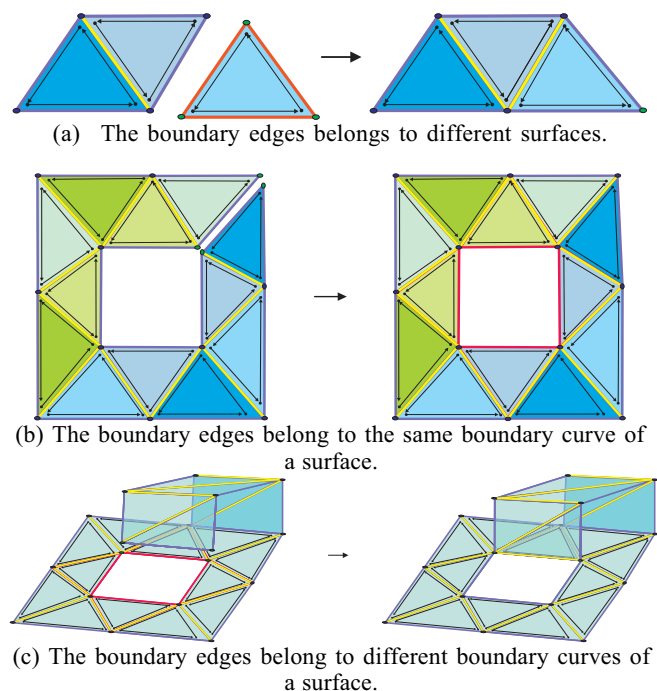 (a) The boundary edges belongs to different surfaces.
(b) The boundary edges belong to the same boundary curve of
a surface.
(c) The boundary edges belong to different boundary curves of
a surface.